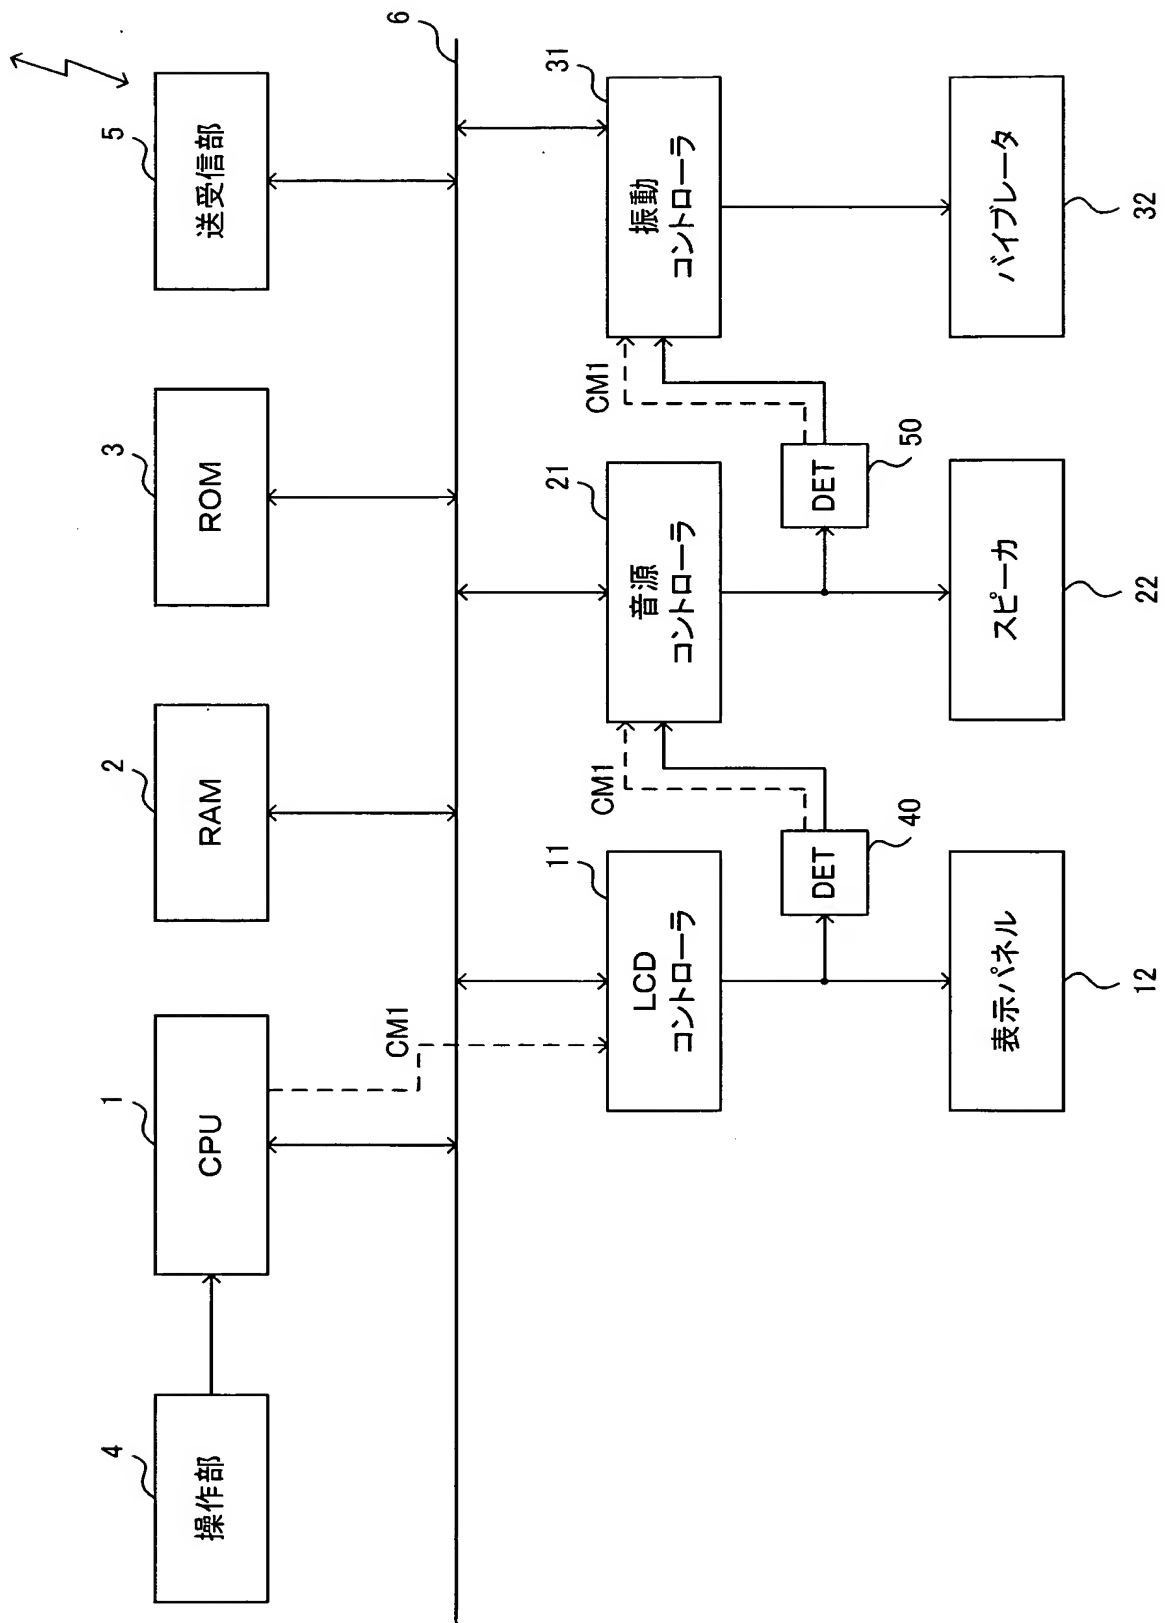 4
操作部
1
CPU
2
RAM
3
ROM
5
送受信部
6
CM1
11
LCD
コントローラ
CM1
21
音源
コントローラ
CM1
31
振動
コントローラ
DET
40
DET
50
表示パネル
12
スピーカ
22
バイブレータ
32